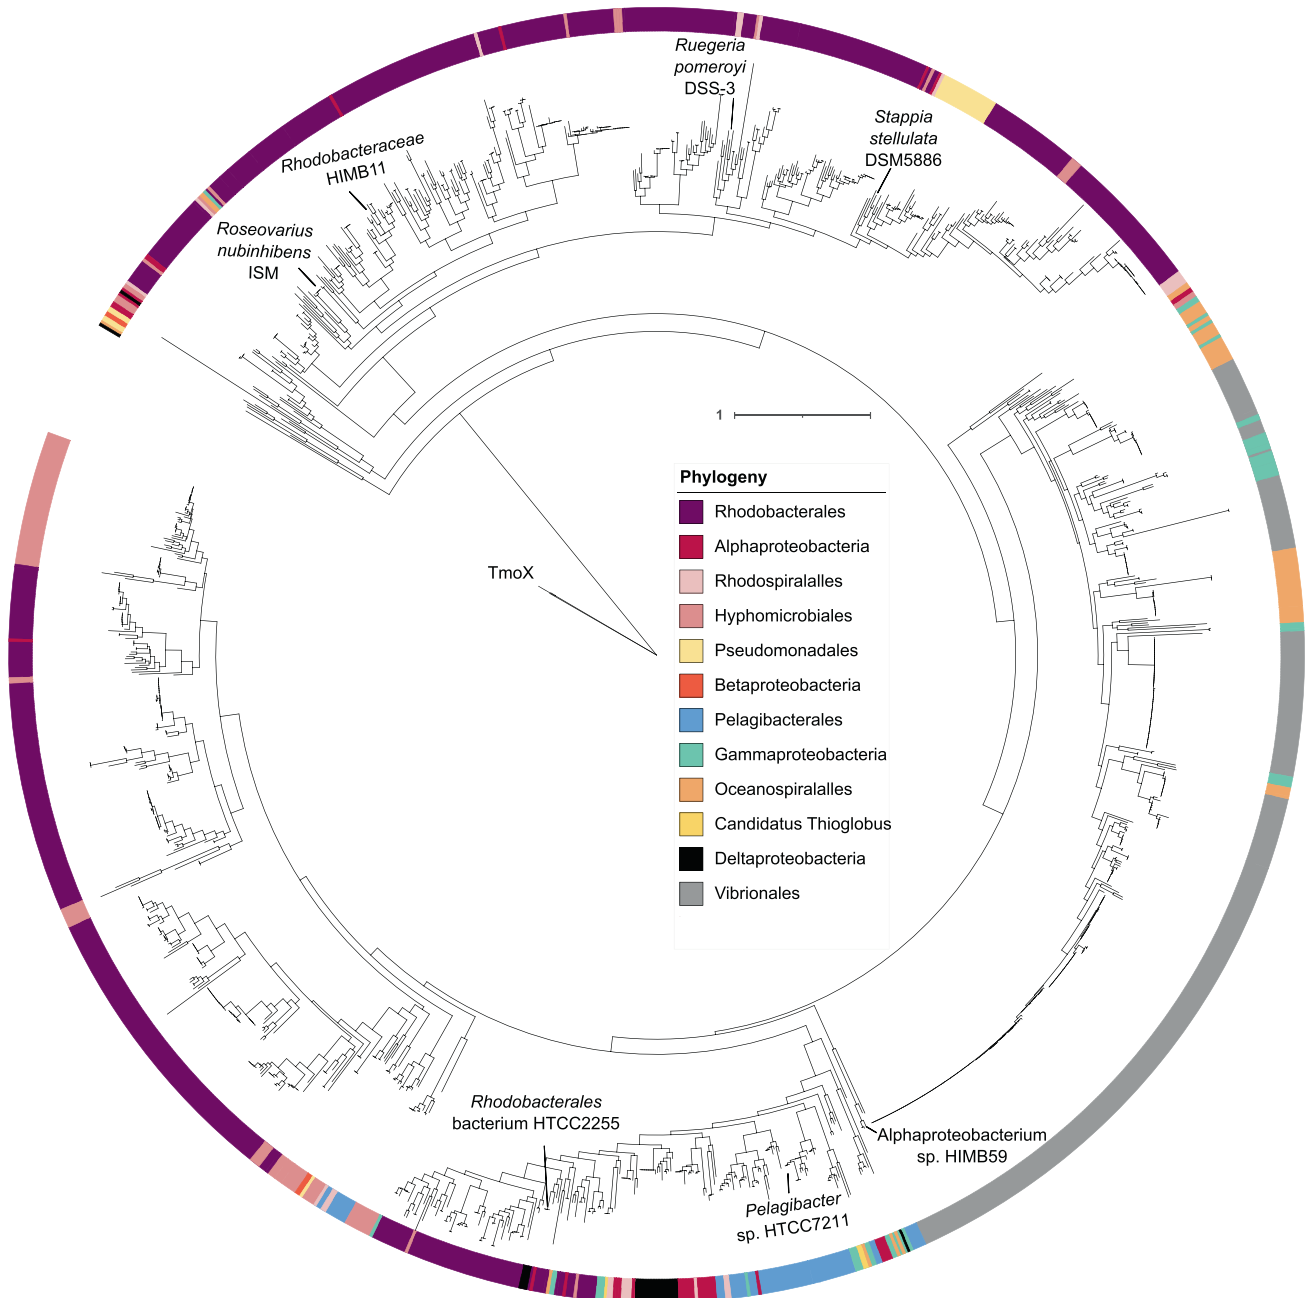 Ruegeria
pomeroyi
DSS-3
Stappia
stellulata
DSM5886
Rhodobacteraceae
HIMB11
Roseovarius
nubinhibens
ISM
1
TmoX
Phylogeny
Rhodobacterales
Alphaproteobacteria
Rhodospiralalles
Hyphomicrobiales
Pseudomonadales
Betaproteobacteria
Pelagibacterales
Gammaproteobacteria
Oceanospiralalles
Candidatus Thioglobus
Deltaproteobacteria
Vibrionales
Rhodobacterales
bacterium HTCC2255
Alphaproteobacterium
sp. HIMB59
Pelagibacter
sp. HTCC7211